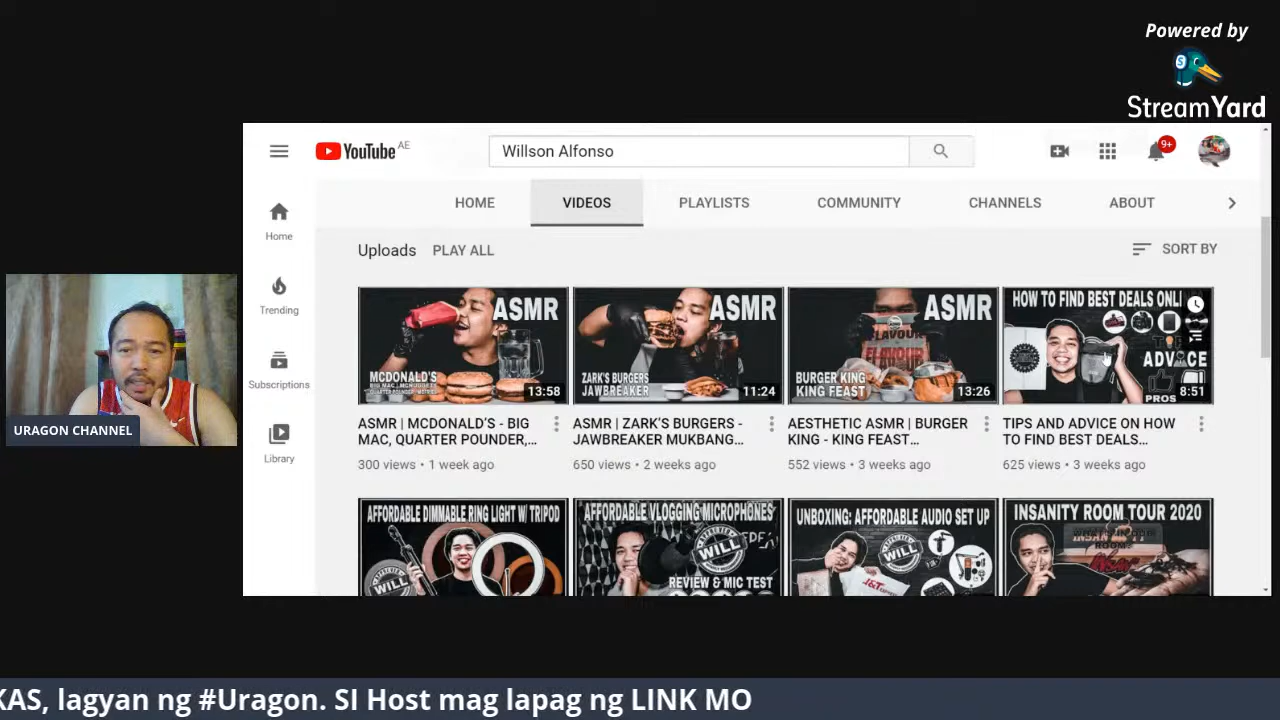 Powered by
StreamYard
YouTube AE
Willson Alfonso
9+
HOME VIDEOS PLAYLISTS COMMUNITY CHANNELS ABOUT
Home
Trending
Subscriptions
Library
Uploads PLAY ALL
SORT BY
ASMR
MCDONALD'S
13:58
ASMR
ZARK'S BURGERS
JAWBREAKER
11:24
ASMR
FLAVOUR
BURGER KING
KING FEAST
13:26
HOW TO FIND BEST DEALS ONLI
ADVICE
PROS
8:51
ASMR | MCDONALD'S - BIG
MAC, QUARTER POUNDER,...
300 views • 1 week ago
ASMR | ZARK'S BURGERS -
JAWBREAKER MUKBANG...
650 views • 2 weeks ago
AESTHETIC ASMR | BURGER
KING - KING FEAST...
552 views • 3 weeks ago
TIPS AND ADVICE ON HOW
TO FIND BEST DEALS...
625 views • 3 weeks ago
AFFORDABLE DIMMABLE RING LIGHT W/ TRIPOD
WILL
AFFORDABLE VLOGGING MICROPHONES
WILL
REVIEW & MIC TEST
UNBOXING: AFFORDABLE AUDIO SET UP
WILL
J&T
INSANITY ROOM TOUR 2020
URAGON CHANNEL
KAS, lagyan ng #Uragon. SI Host mag lapag ng LINK MO